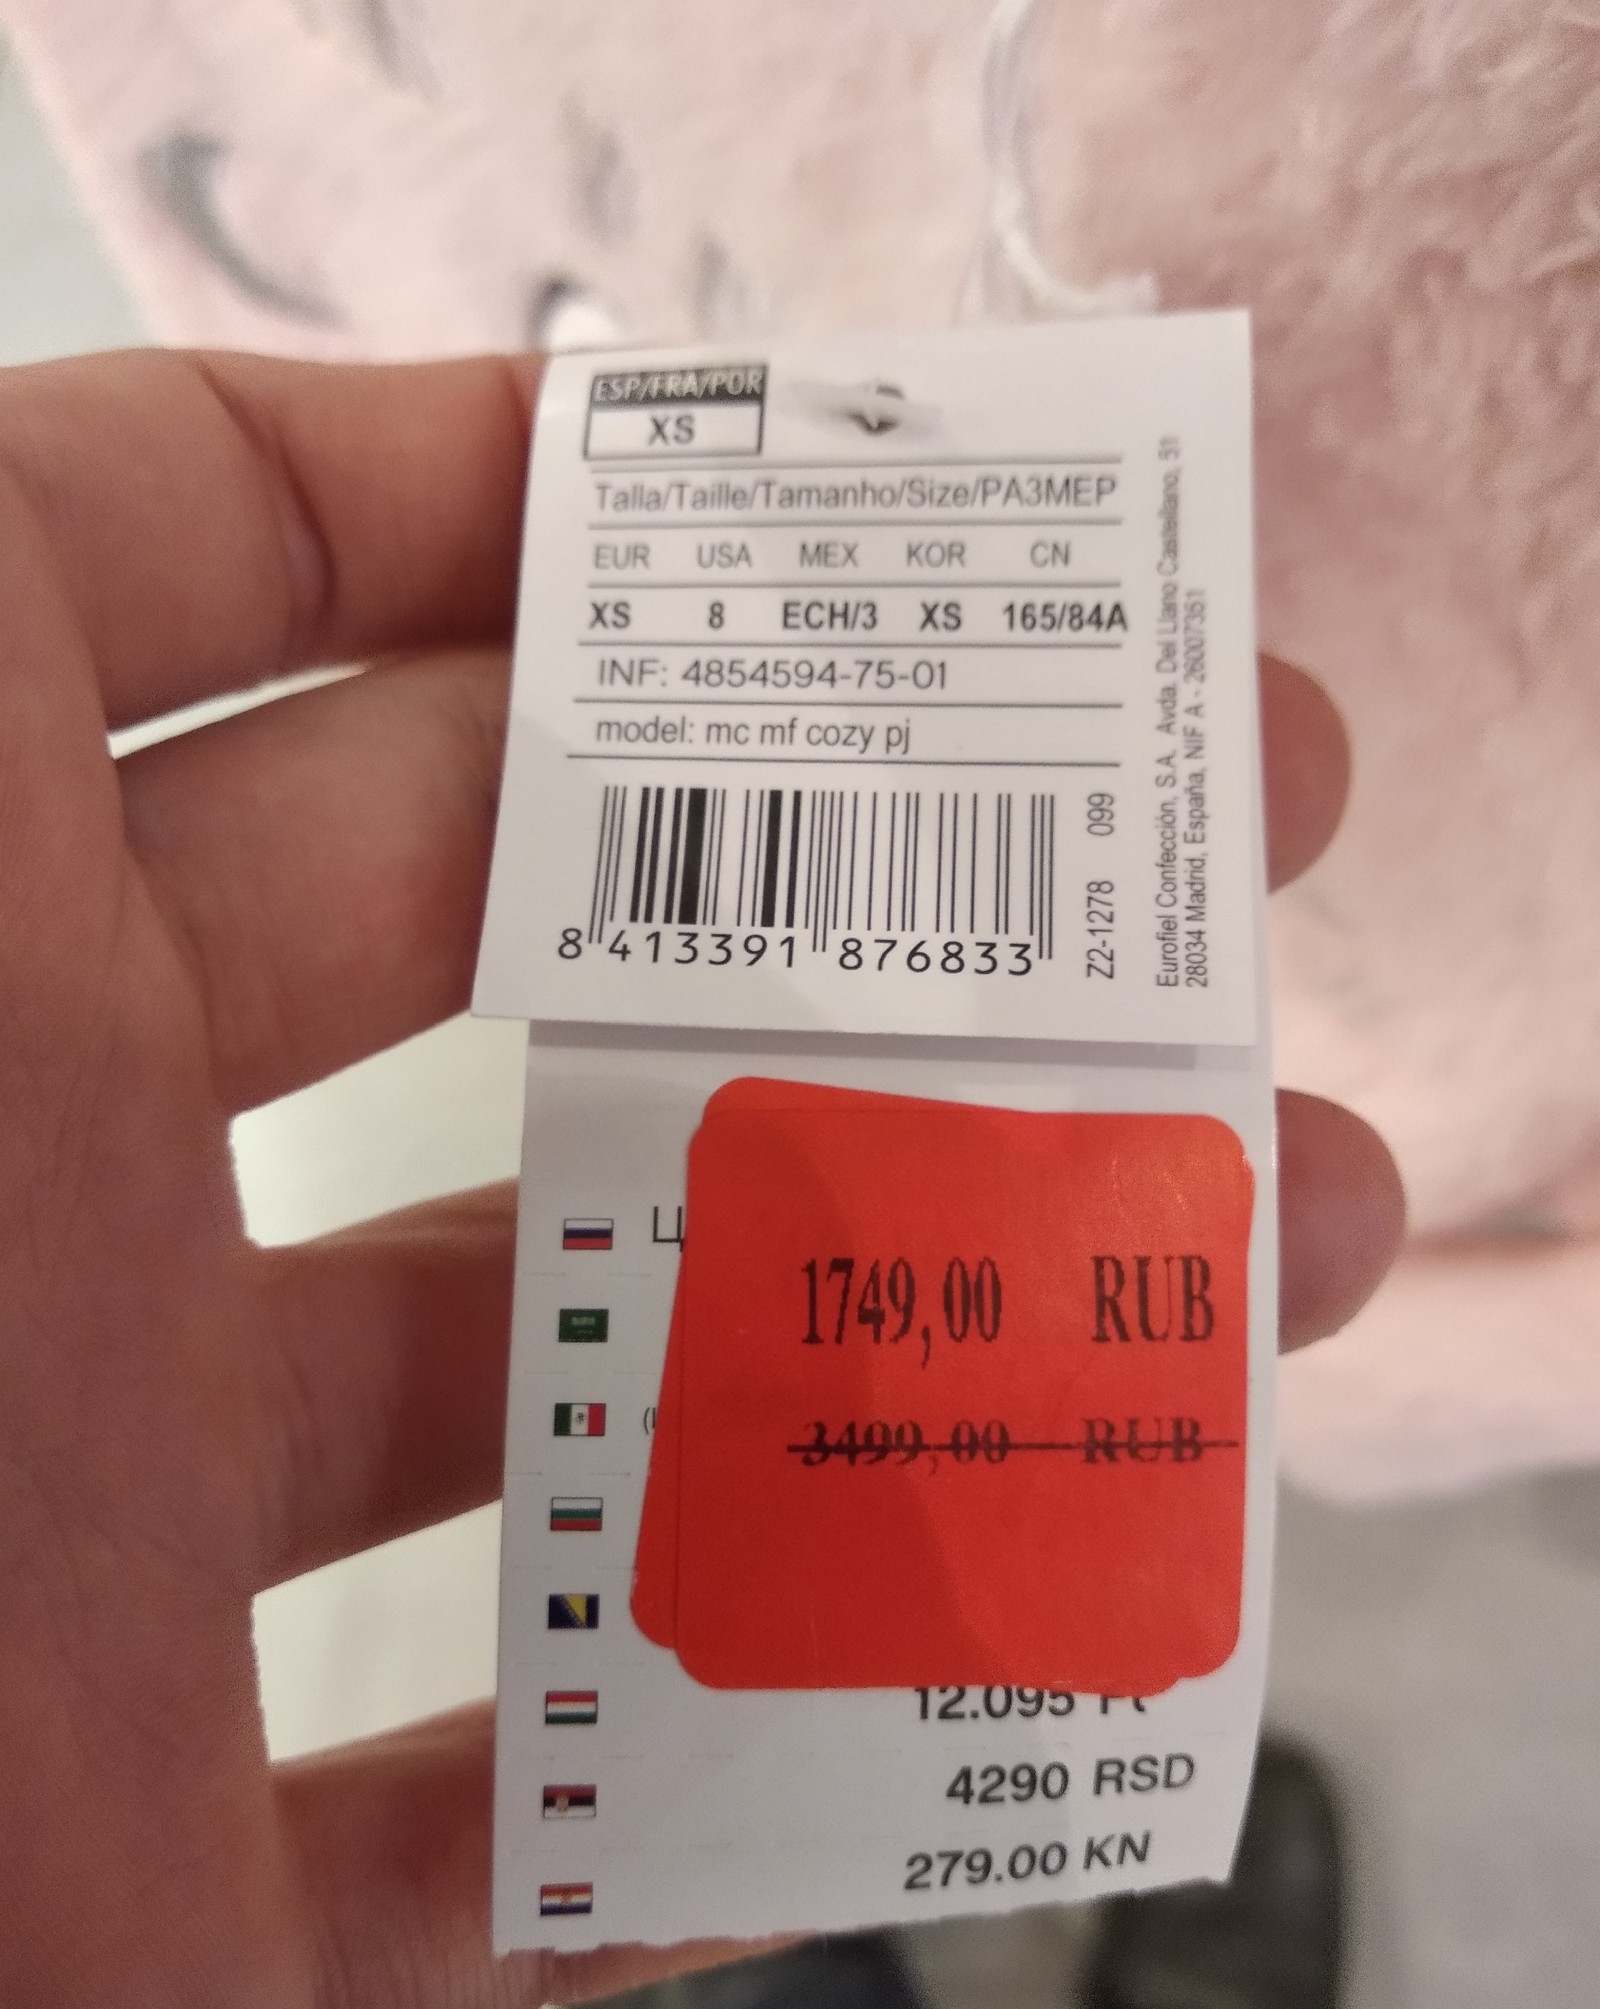 ESP/FRA/POR
XS
Talla/Taille/Tamanho/Size/РАЗМЕР
EUR USA MEX KOR CN
XS 8 ECH/3 XS 165/84A
INF: 4854594-75-01
model: mc mf cozy pj
8 413391 876833
Z2-1278 099
Eurofiel Confección, S.A. Avda. Del Llano Castellano, 51
28034 Madrid, España, NIF A - 26007351
Ц
1749,00 RUB
3499,00 RUB
12.095 Ft
4290 RSD
279.00 KN